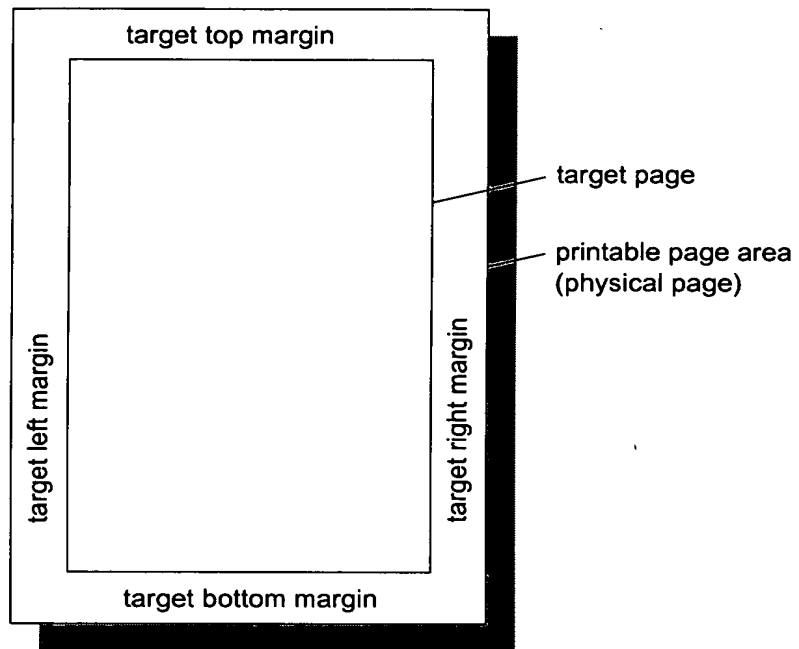 target top margin
target page
printable page area
(physical page)
target left margin
target right margin
target bottom margin